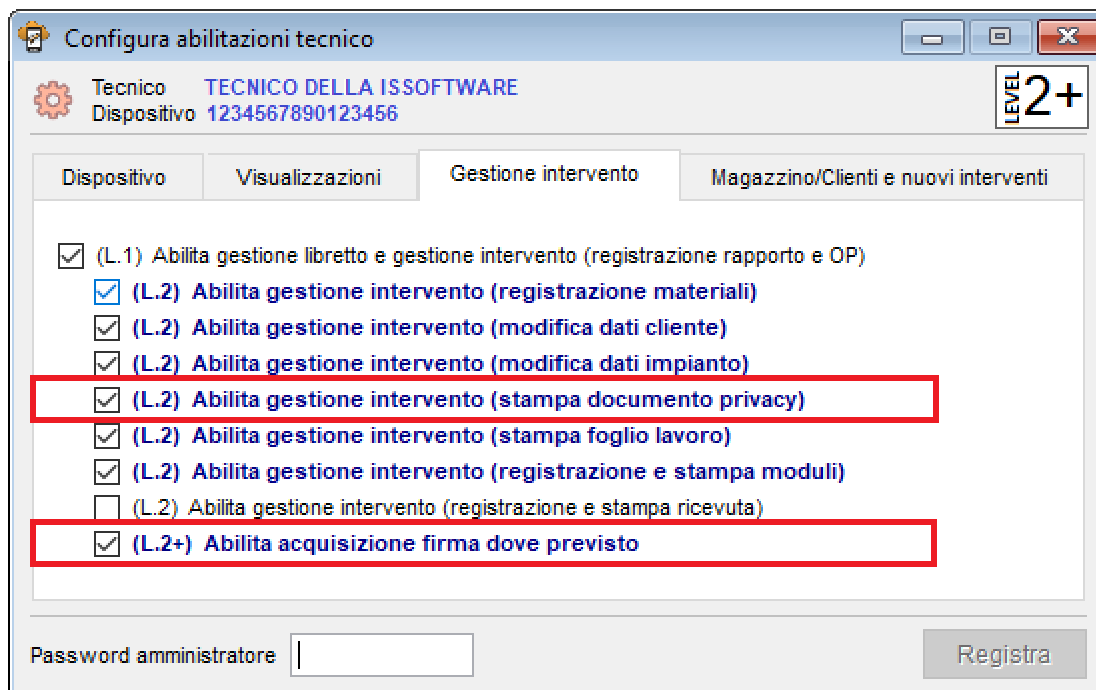 Configura abilitazioni tecnico
Tecnico TECNICO DELLA ISSOFTWARE
Dispositivo 1234567890123456
LEVEL 2+
Dispositivo Visualizzazioni Gestione intervento Magazzino/Clienti e nuovi interventi
(L.1) Abilita gestione libretto e gestione intervento (registrazione rapporto e OP)
(L.2) Abilita gestione intervento (registrazione materiali)
(L.2) Abilita gestione intervento (modifica dati cliente)
(L.2) Abilita gestione intervento (modifica dati impianto)
(L.2) Abilita gestione intervento (stampa documento privacy)
(L.2) Abilita gestione intervento (stampa foglio lavoro)
(L.2) Abilita gestione intervento (registrazione e stampa moduli)
(L.2) Abilita gestione intervento (registrazione e stampa ricevuta)
(L.2+) Abilita acquisizione firma dove previsto
Password amministratore Registra